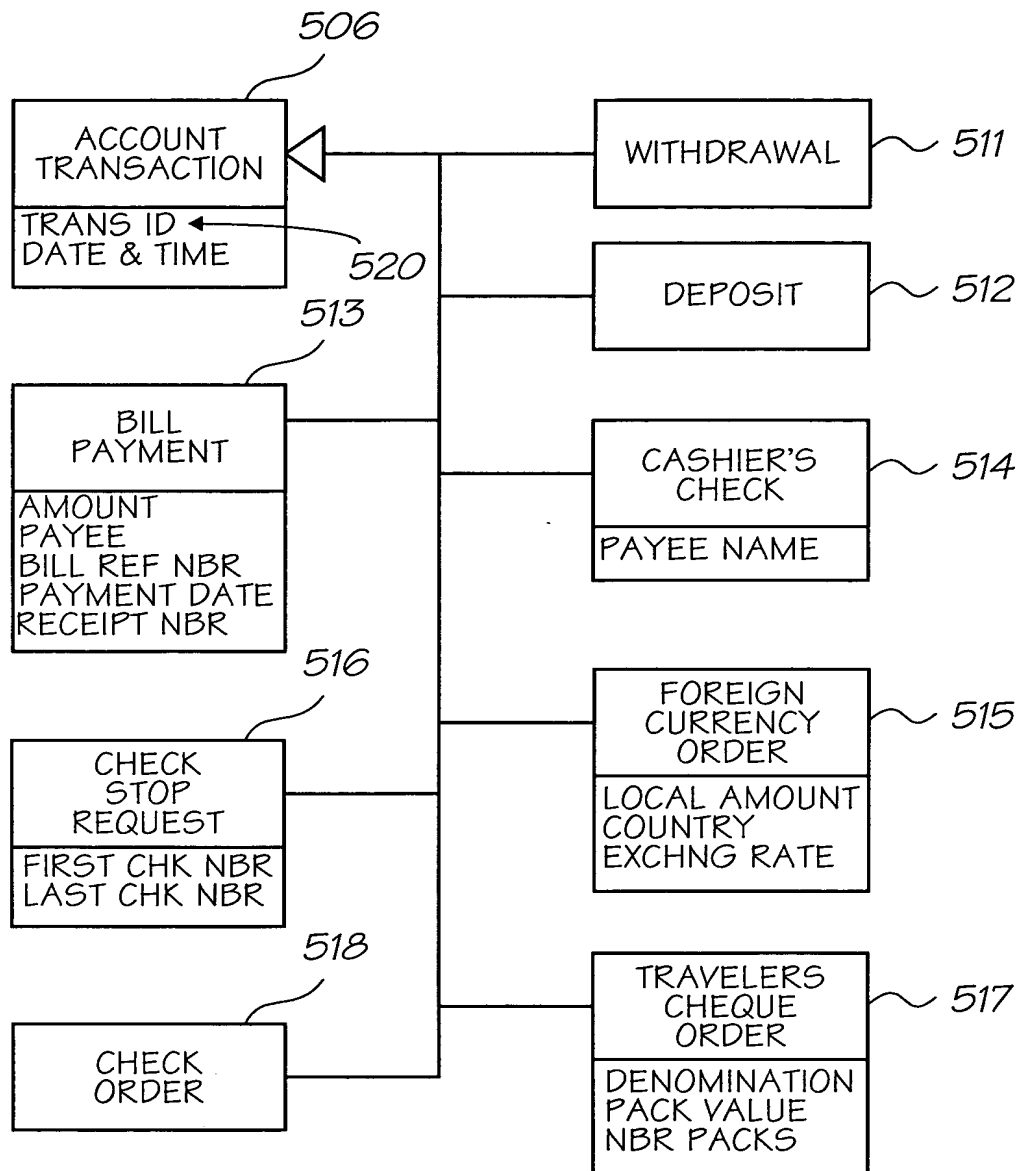 506
ACCOUNT
TRANSACTION
TRANS ID
DATE & TIME
520
WITHDRAWAL
511
DEPOSIT
512
513
BILL
PAYMENT
AMOUNT
PAYEE
BILL REF NBR
PAYMENT DATE
RECEIPT NBR
CASHIER'S
CHECK
PAYEE NAME
514
516
CHECK
STOP
REQUEST
FIRST CHK NBR
LAST CHK NBR
FOREIGN
CURRENCY
ORDER
LOCAL AMOUNT
COUNTRY
EXCHNG RATE
515
518
CHECK
ORDER
TRAVELERS
CHEQUE
ORDER
DENOMINATION
PACK VALUE
NBR PACKS
517